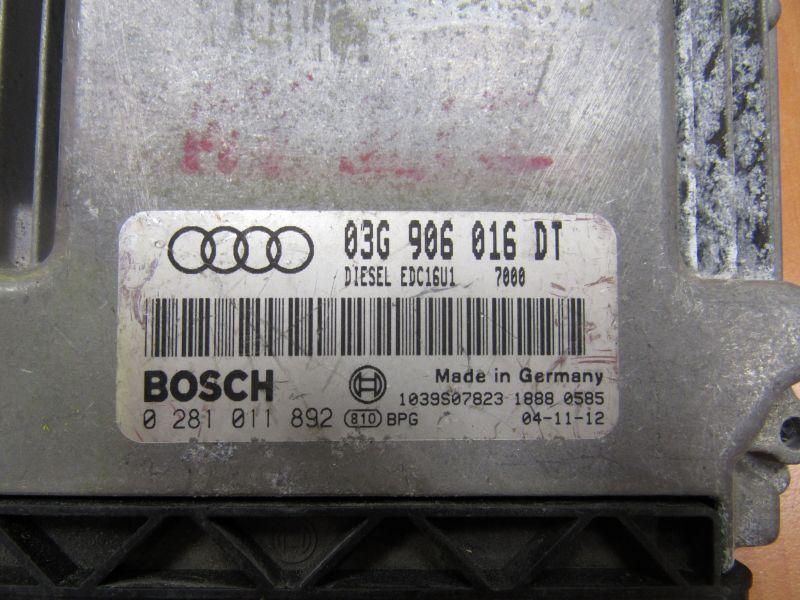 03G 906 016 DT
DIESEL EDC16U1 7000
BOSCH
Made in Germany
1039S07823 1888 0585
0 281 011 892 810 BPG 04-11-12